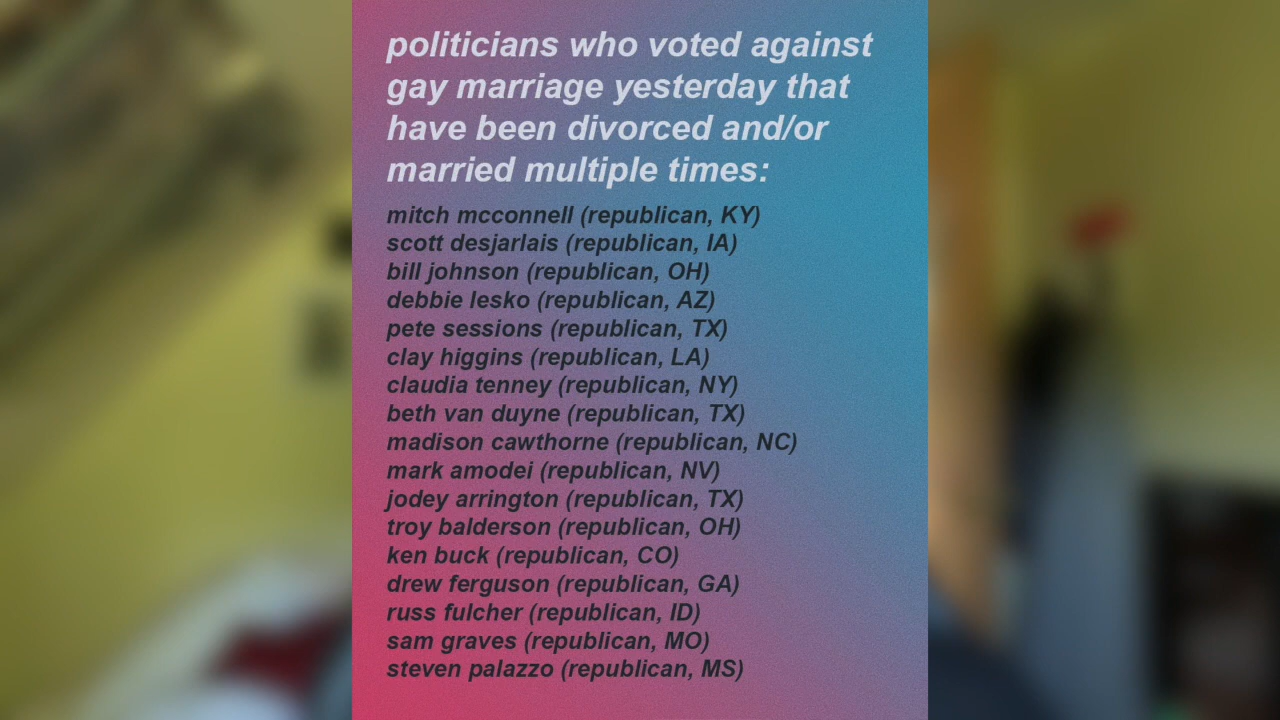 politicians who voted against
gay marriage yesterday that
have been divorced and/or
married multiple times:
mitch mcconnell (republican, KY)
scott desjarlais (republican, IA)
bill johnson (republican, OH)
debbie lesko (republican, AZ)
pete sessions (republican, TX)
clay higgins (republican, LA)
claudia tenney (republican, NY)
beth van duyne (republican, TX)
madison cawthorne (republican, NC)
mark amodei (republican, NV)
jodey arrington (republican, TX)
troy balderson (republican, OH)
ken buck (republican, CO)
drew ferguson (republican, GA)
russ fulcher (republican, ID)
sam graves (republican, MO)
steven palazzo (republican, MS)